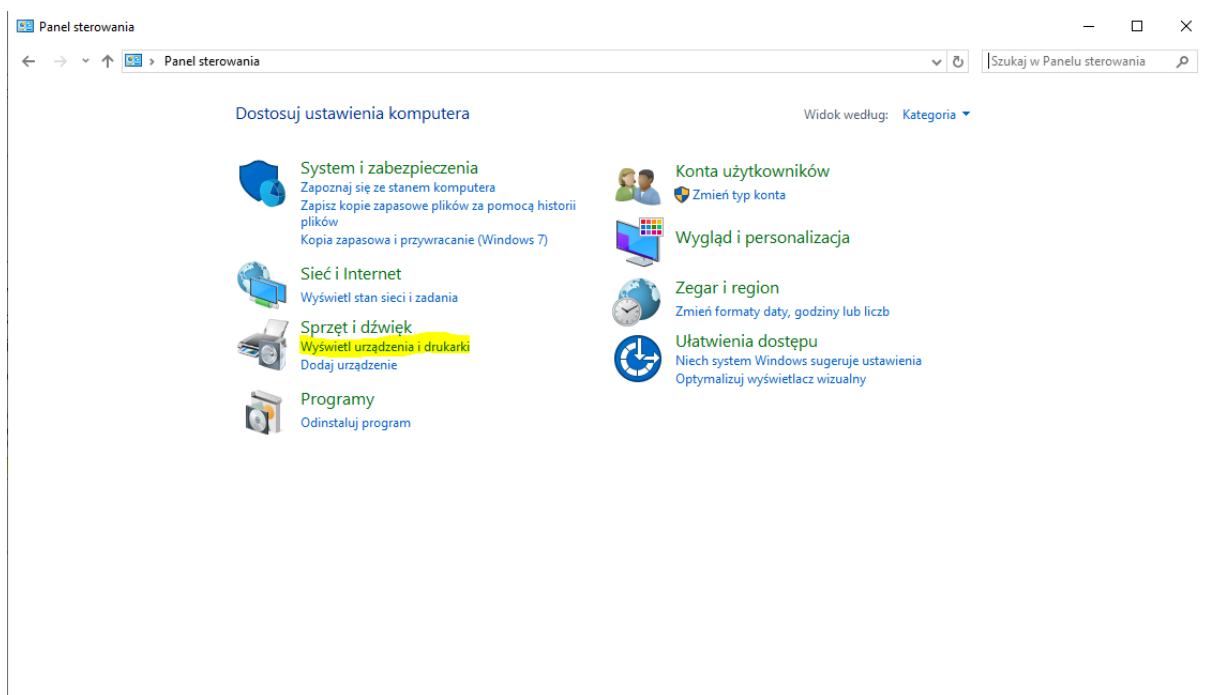 Panel sterowania
Panel sterowania
Szukaj w Panelu sterowania
Dostosuj ustawienia komputera
Widok według: Kategoria
System i zabezpieczenia
Zapoznaj się ze stanem komputera
Zapisz kopie zapasowe plików za pomocą historii
plików
Kopia zapasowa i przywracanie (Windows 7)
Sieć i Internet
Wyświetl stan sieci i zadania
Sprzęt i dźwięk
Wyświetl urządzenia i drukarki
Dodaj urządzenie
Programy
Odinstaluj program
Konta użytkowników
Zmień typ konta
Wygląd i personalizacja
Zegar i region
Zmień formaty daty, godziny lub liczb
Ułatwienia dostępu
Niech system Windows sugeruje ustawienia
Optymalizuj wyświetlacz wizualny